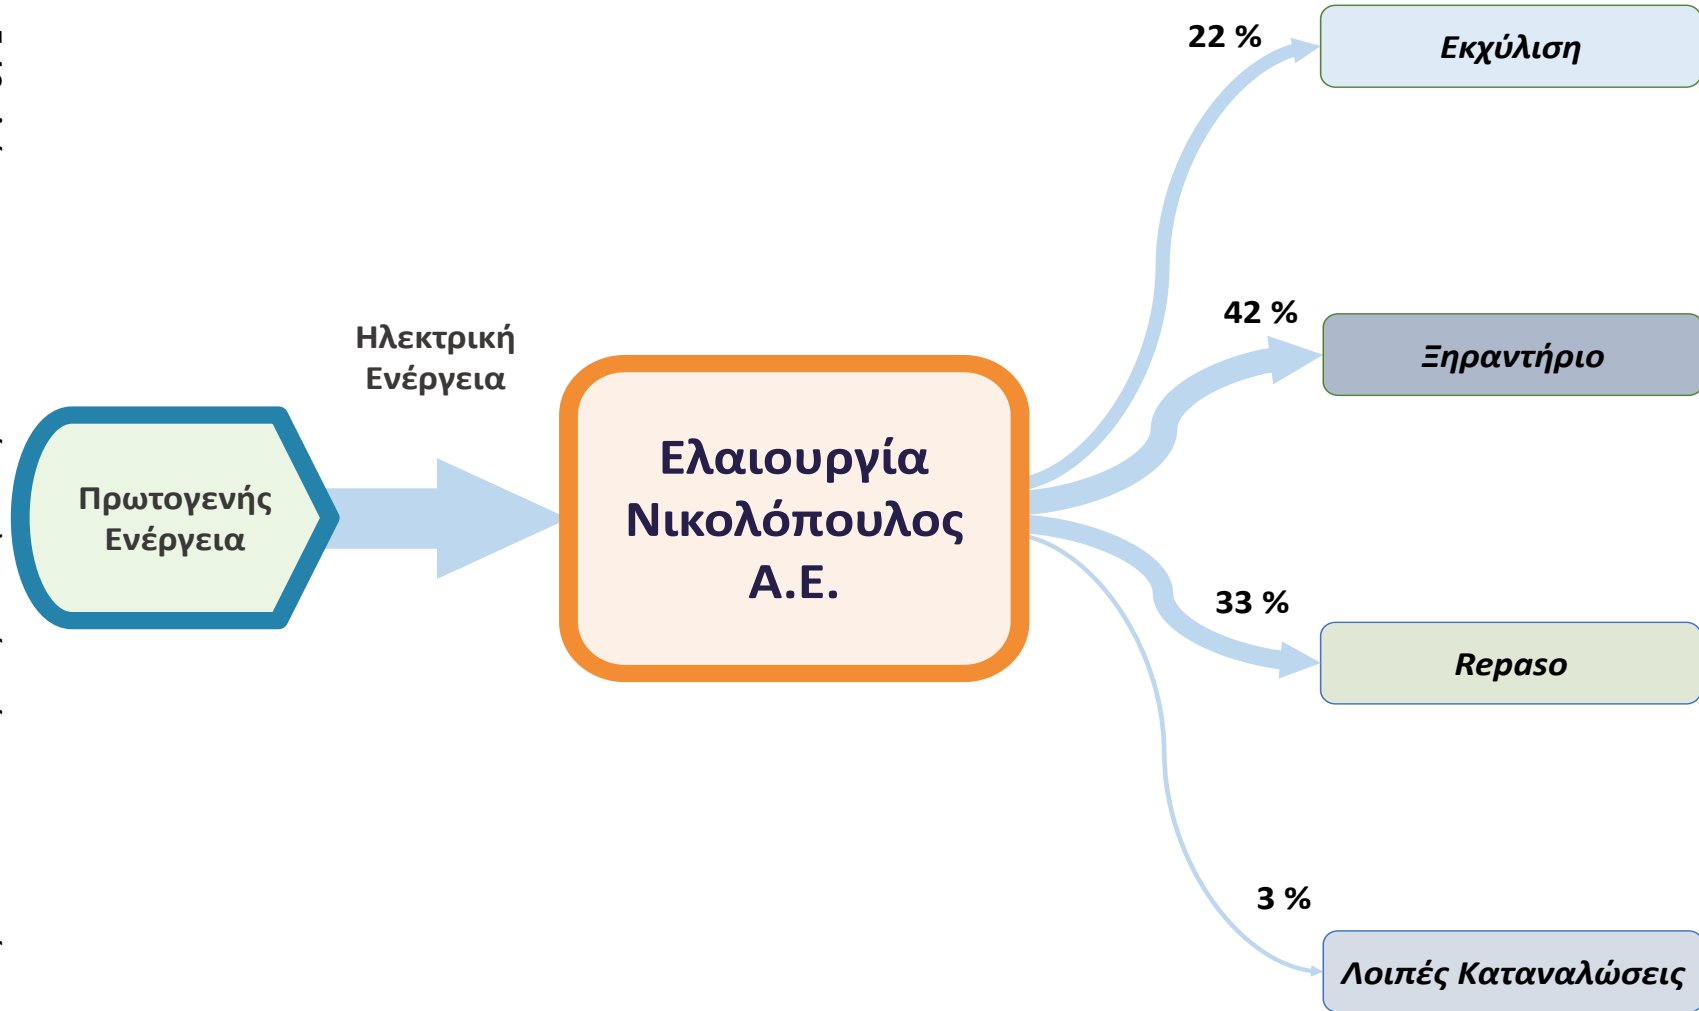 22 %
Εκχύλιση
42 %
Ξηραντήριο
Ηλεκτρική
Ενέργεια
Πρωτογενής
Ενέργεια
Ελαιουργία
Νικολόπουλος
Α.Ε.
33 %
Repaso
3 %
Λοιπές Καταναλώσεις